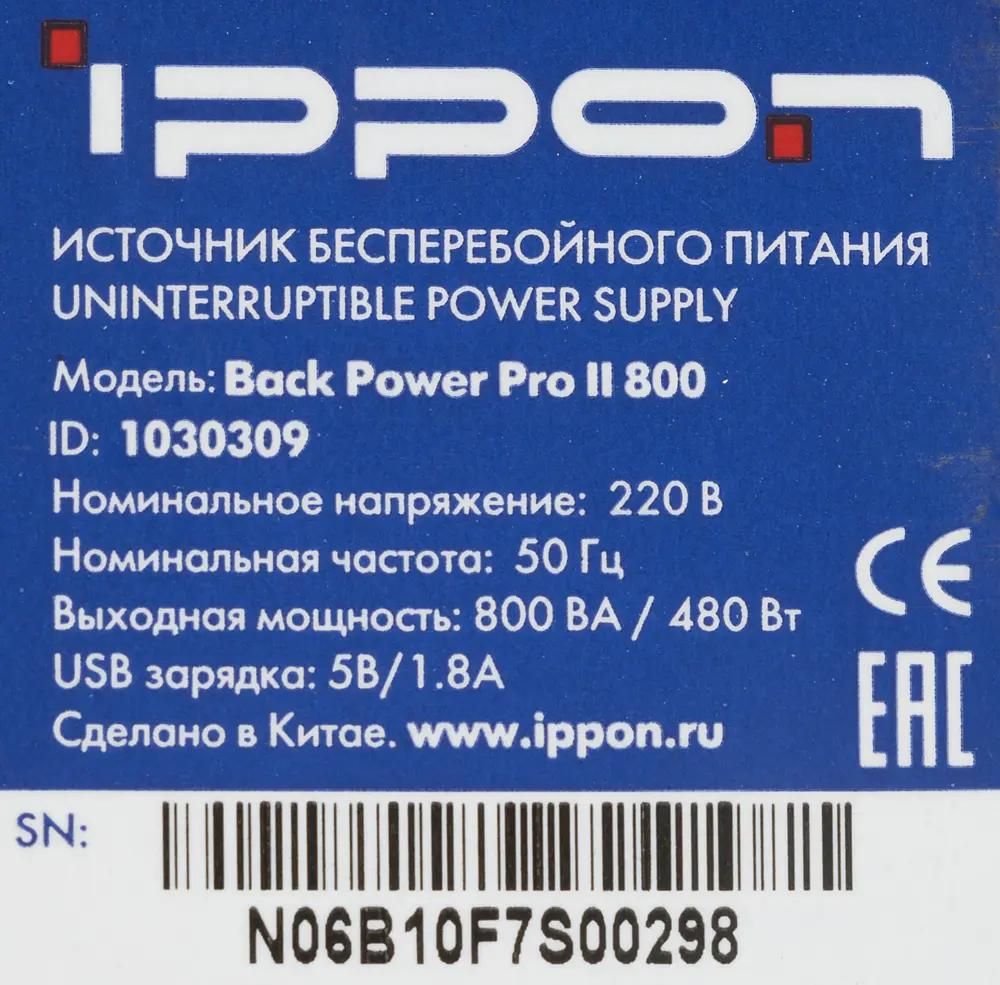 ippon
ИСТОЧНИК БЕСПЕРЕБОЙНОГО ПИТАНИЯ
UNINTERRUPTIBLE POWER SUPPLY
Модель: Back Power Pro II 800
ID: 1030309
Номинальное напряжение: 220 В
Номинальная частота: 50 Гц
Выходная мощность: 800 ВА / 480 Вт
USB зарядка: 5В/1.8А
Сделано в Китае. www.ippon.ru
CE
EAC
SN:
N06B10F7S00298